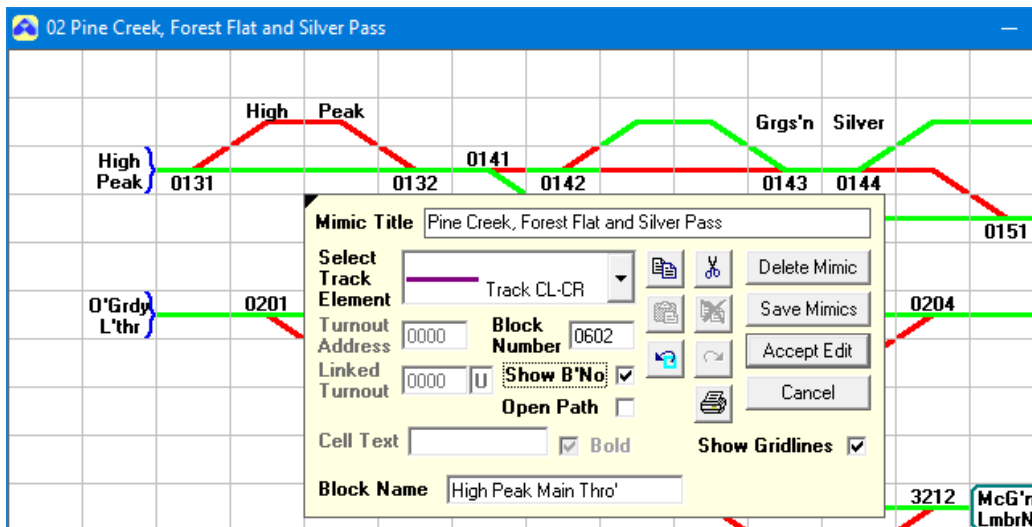 02 Pine Creek, Forest Flat and Silver Pass
High Peak
Grgs'n Silver
High
Peak
0141
0131
0132
0142
0143
0144
0151
Mimic Title Pine Creek, Forest Flat and Silver Pass
Select
Track
Element
Track CL-CR
Delete Mimic
O'Grdy
L'thr
0201
0204
Save Mimics
Turnout
Address 0000
Block
Number 0602
Accept Edit
Linked
Turnout 0000 U
Show B'No
Cancel
Open Path
Cell Text
Bold
Show Gridlines
Block Name High Peak Main Thro'
3212
McG'r
LmbrN